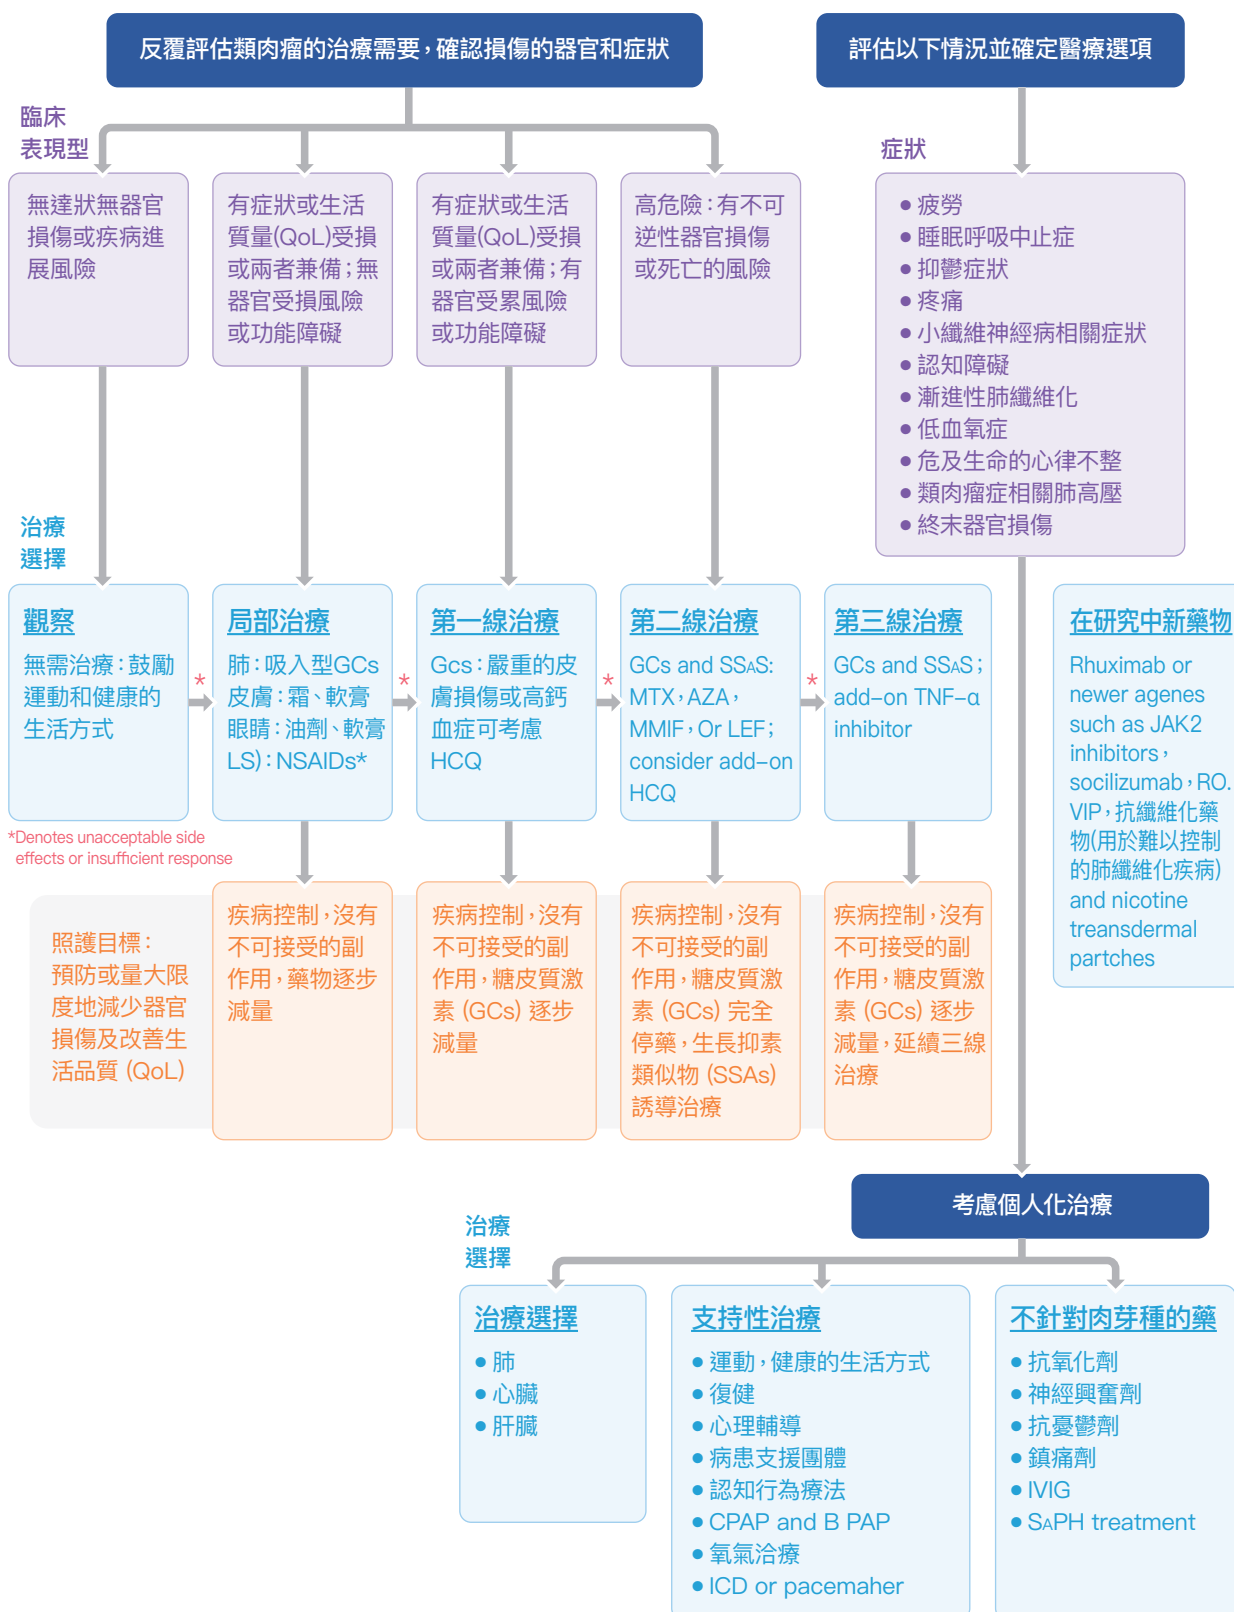 反覆評估類肉瘤的治療需要，確認損傷的器官和症狀
評估以下情況並確定醫療選項
臨床
表現型
無達狀無器官
損傷或疾病進
展風險
有症狀或生活
質量(QoL)受損
或兩者兼備；無
器官受損風險
或功能障礙
有症狀或生活
質量(QoL)受損
或兩者兼備；有
器官受累風險
或功能障礙
高危險：有不可
逆性器官損傷
或死亡的風險
症狀
• 疲勞
• 睡眠呼吸中止症
• 抑鬱症狀
• 疼痛
• 小纖維神經病相關症狀
• 認知障礙
• 漸進性肺纖維化
• 低血氧症
• 危及生命的心律不整
• 類肉瘤症相關肺高壓
• 終末器官損傷
治療
選擇
觀察
無需治療：鼓勵
運動和健康的
生活方式
*
局部治療
肺：吸入型GCs
皮膚：霜、軟膏
眼睛：油劑、軟膏
LS)：NSAIDs*
*
第一線治療
Gcs：嚴重的皮
膚損傷或高鈣
血症可考慮
HCQ
*
第二線治療
GCs and SSAS:
MTX，AZA，
MMIF，Or LEF；
consider add-on
HCQ
*
第三線治療
GCs and SSAS；
add-on TNF-α
inhibitor
在研究中新藥物
Rhuximab or
newer agenes
such as JAK2
inhibitors，
socilizumab，RO.
VIP，抗纖維化藥
物(用於難以控制
的肺纖維化疾病)
and nicotine
treansdermal
partches
*Denotes unacceptable side
effects or insufficient response
照護目標：
預防或量大限
度地減少器官
損傷及改善生
活品質 (QoL)
疾病控制，沒有
不可接受的副
作用，藥物逐步
減量
疾病控制，沒有
不可接受的副
作用，糖皮質激
素 (GCs) 逐步
減量
疾病控制，沒有
不可接受的副
作用，糖皮質激
素 (GCs) 完全
停藥，生長抑素
類似物 (SSAs)
誘導治療
疾病控制，沒有
不可接受的副
作用，糖皮質激
素 (GCs) 逐步
減量，延續三線
治療
考慮個人化治療
治療
選擇
治療選擇
• 肺
• 心臟
• 肝臟
支持性治療
• 運動，健康的生活方式
• 復健
• 心理輔導
• 病患支援團體
• 認知行為療法
• CPAP and B PAP
• 氧氣治療
• ICD or pacemaher
不針對肉芽種的藥
• 抗氧化劑
• 神經興奮劑
• 抗憂鬱劑
• 鎮痛劑
• IVIG
• SAPH treatment